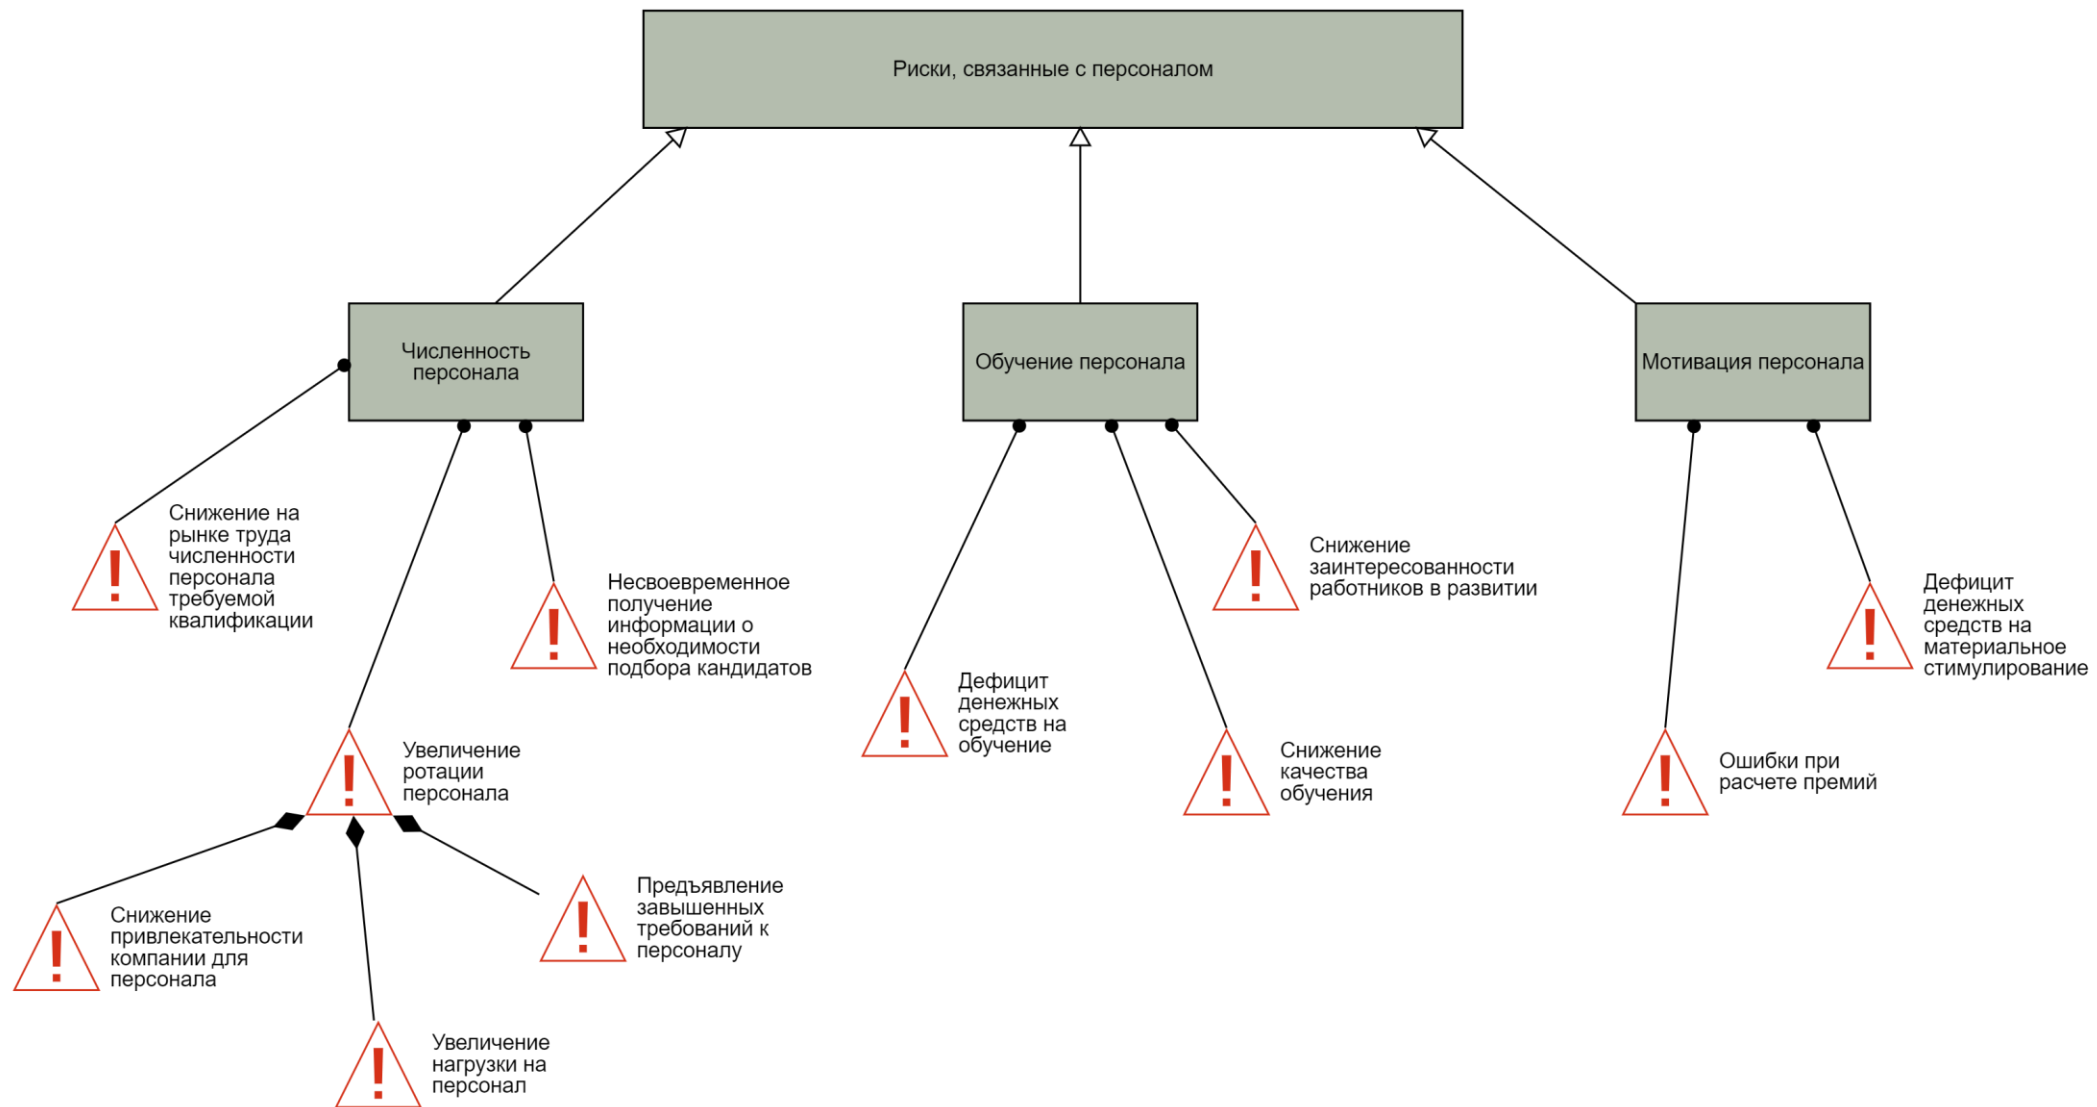 Риски, связанные с персоналом
Численность
персонала
Обучение персонала
Мотивация персонала
Снижение на
рынке труда
численности
персонала
требуемой
квалификации
Несвоевременное
получение
информации о
необходимости
подбора кандидатов
Снижение
заинтересованности
работников в развитии
Дефицит
денежных
средств на
материальное
стимулирование
Дефицит
денежных
средств на
обучение
Увеличение
ротации
персонала
Снижение
качества
обучения
Ошибки при
расчете премий
Снижение
привлекательности
компании для
персонала
Предъявление
завышенных
требований к
персоналу
Увеличение
нагрузки на
персонал